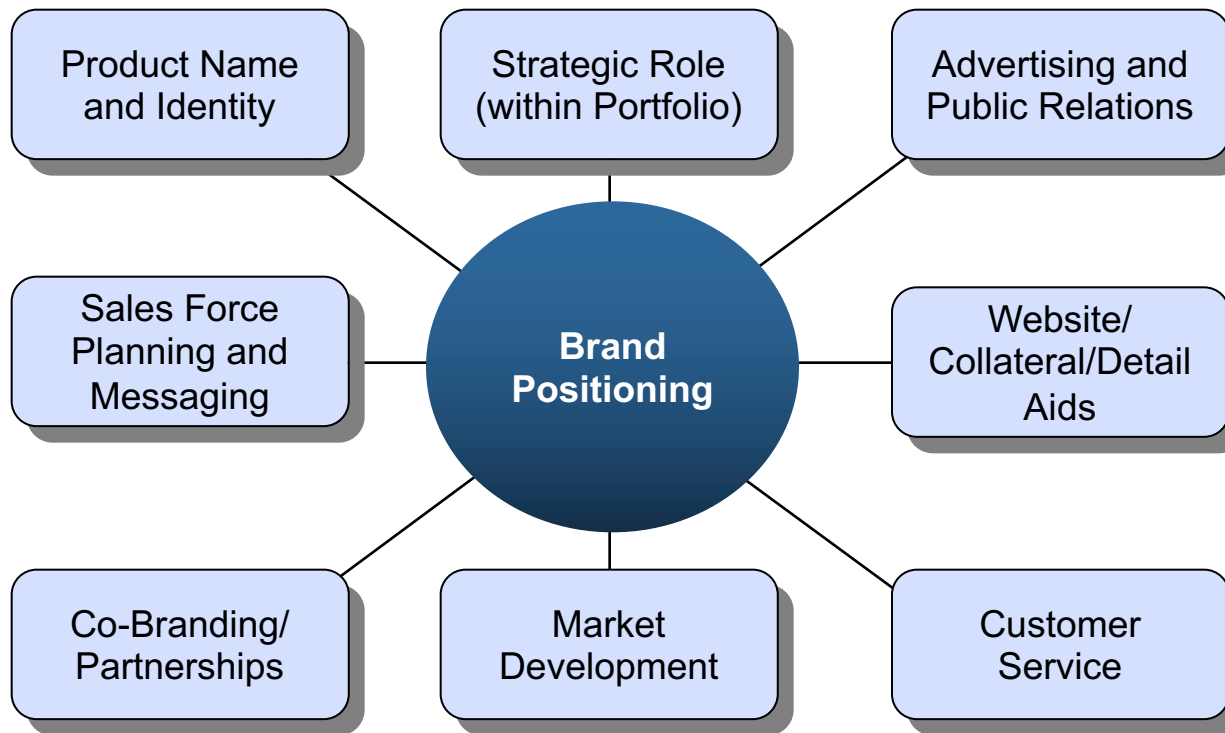 Product Name
and Identity
Strategic Role
(within Portfolio)
Advertising and
Public Relations
Sales Force
Planning and
Messaging
Brand
Positioning
Website/
Collateral/Detail
Aids
Co-Branding/
Partnerships
Market
Development
Customer
Service